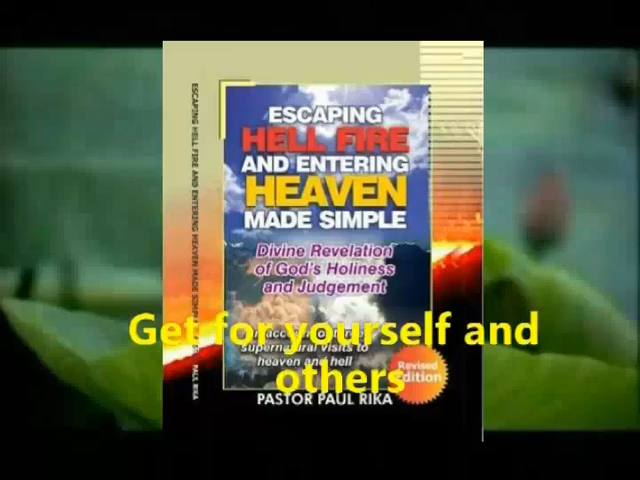 ESCAPING
HELL FIRE
AND ENTERING
HEAVEN
MADE SIMPLE
Divine Revelation
of God's Holiness
and Judgement
Get for yourself and
others
supernatural visits to
heaven and hell
Revised
Edition
PASTOR PAUL RIKA
ESCAPING HELL FIRE AND ENTERING HEAVEN MADE SIMPLE
PAUL RIKA